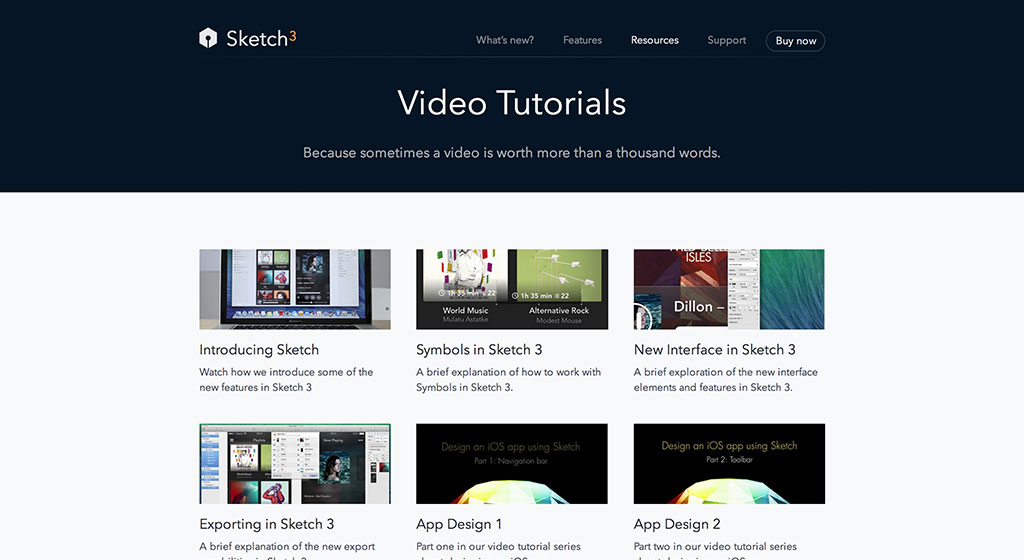 Sketch3
What's new?
Features
Resources
Support
Buy now
Video Tutorials
Because sometimes a video is worth more than a thousand words.
1h 35 min
22
1h 35 min
22
World Music
Mulatu Astatke
Alternative Rock
Modest Mouse
ISLES
Dillon –
Introducing Sketch
Watch how we introduce some of the
new features in Sketch 3
Symbols in Sketch 3
A brief explanation of how to work with
Symbols in Sketch 3.
New Interface in Sketch 3
A brief exploration of the new interface
elements and features in Sketch 3.
Playlists
Now Playing
Design an iOS app using Sketch
Part 1: Navigation bar
Design an iOS app using Sketch
Part 2: Toolbar
Exporting in Sketch 3
A brief explanation of the new export
App Design 1
Part one in our video tutorial series
App Design 2
Part two in our video tutorial series